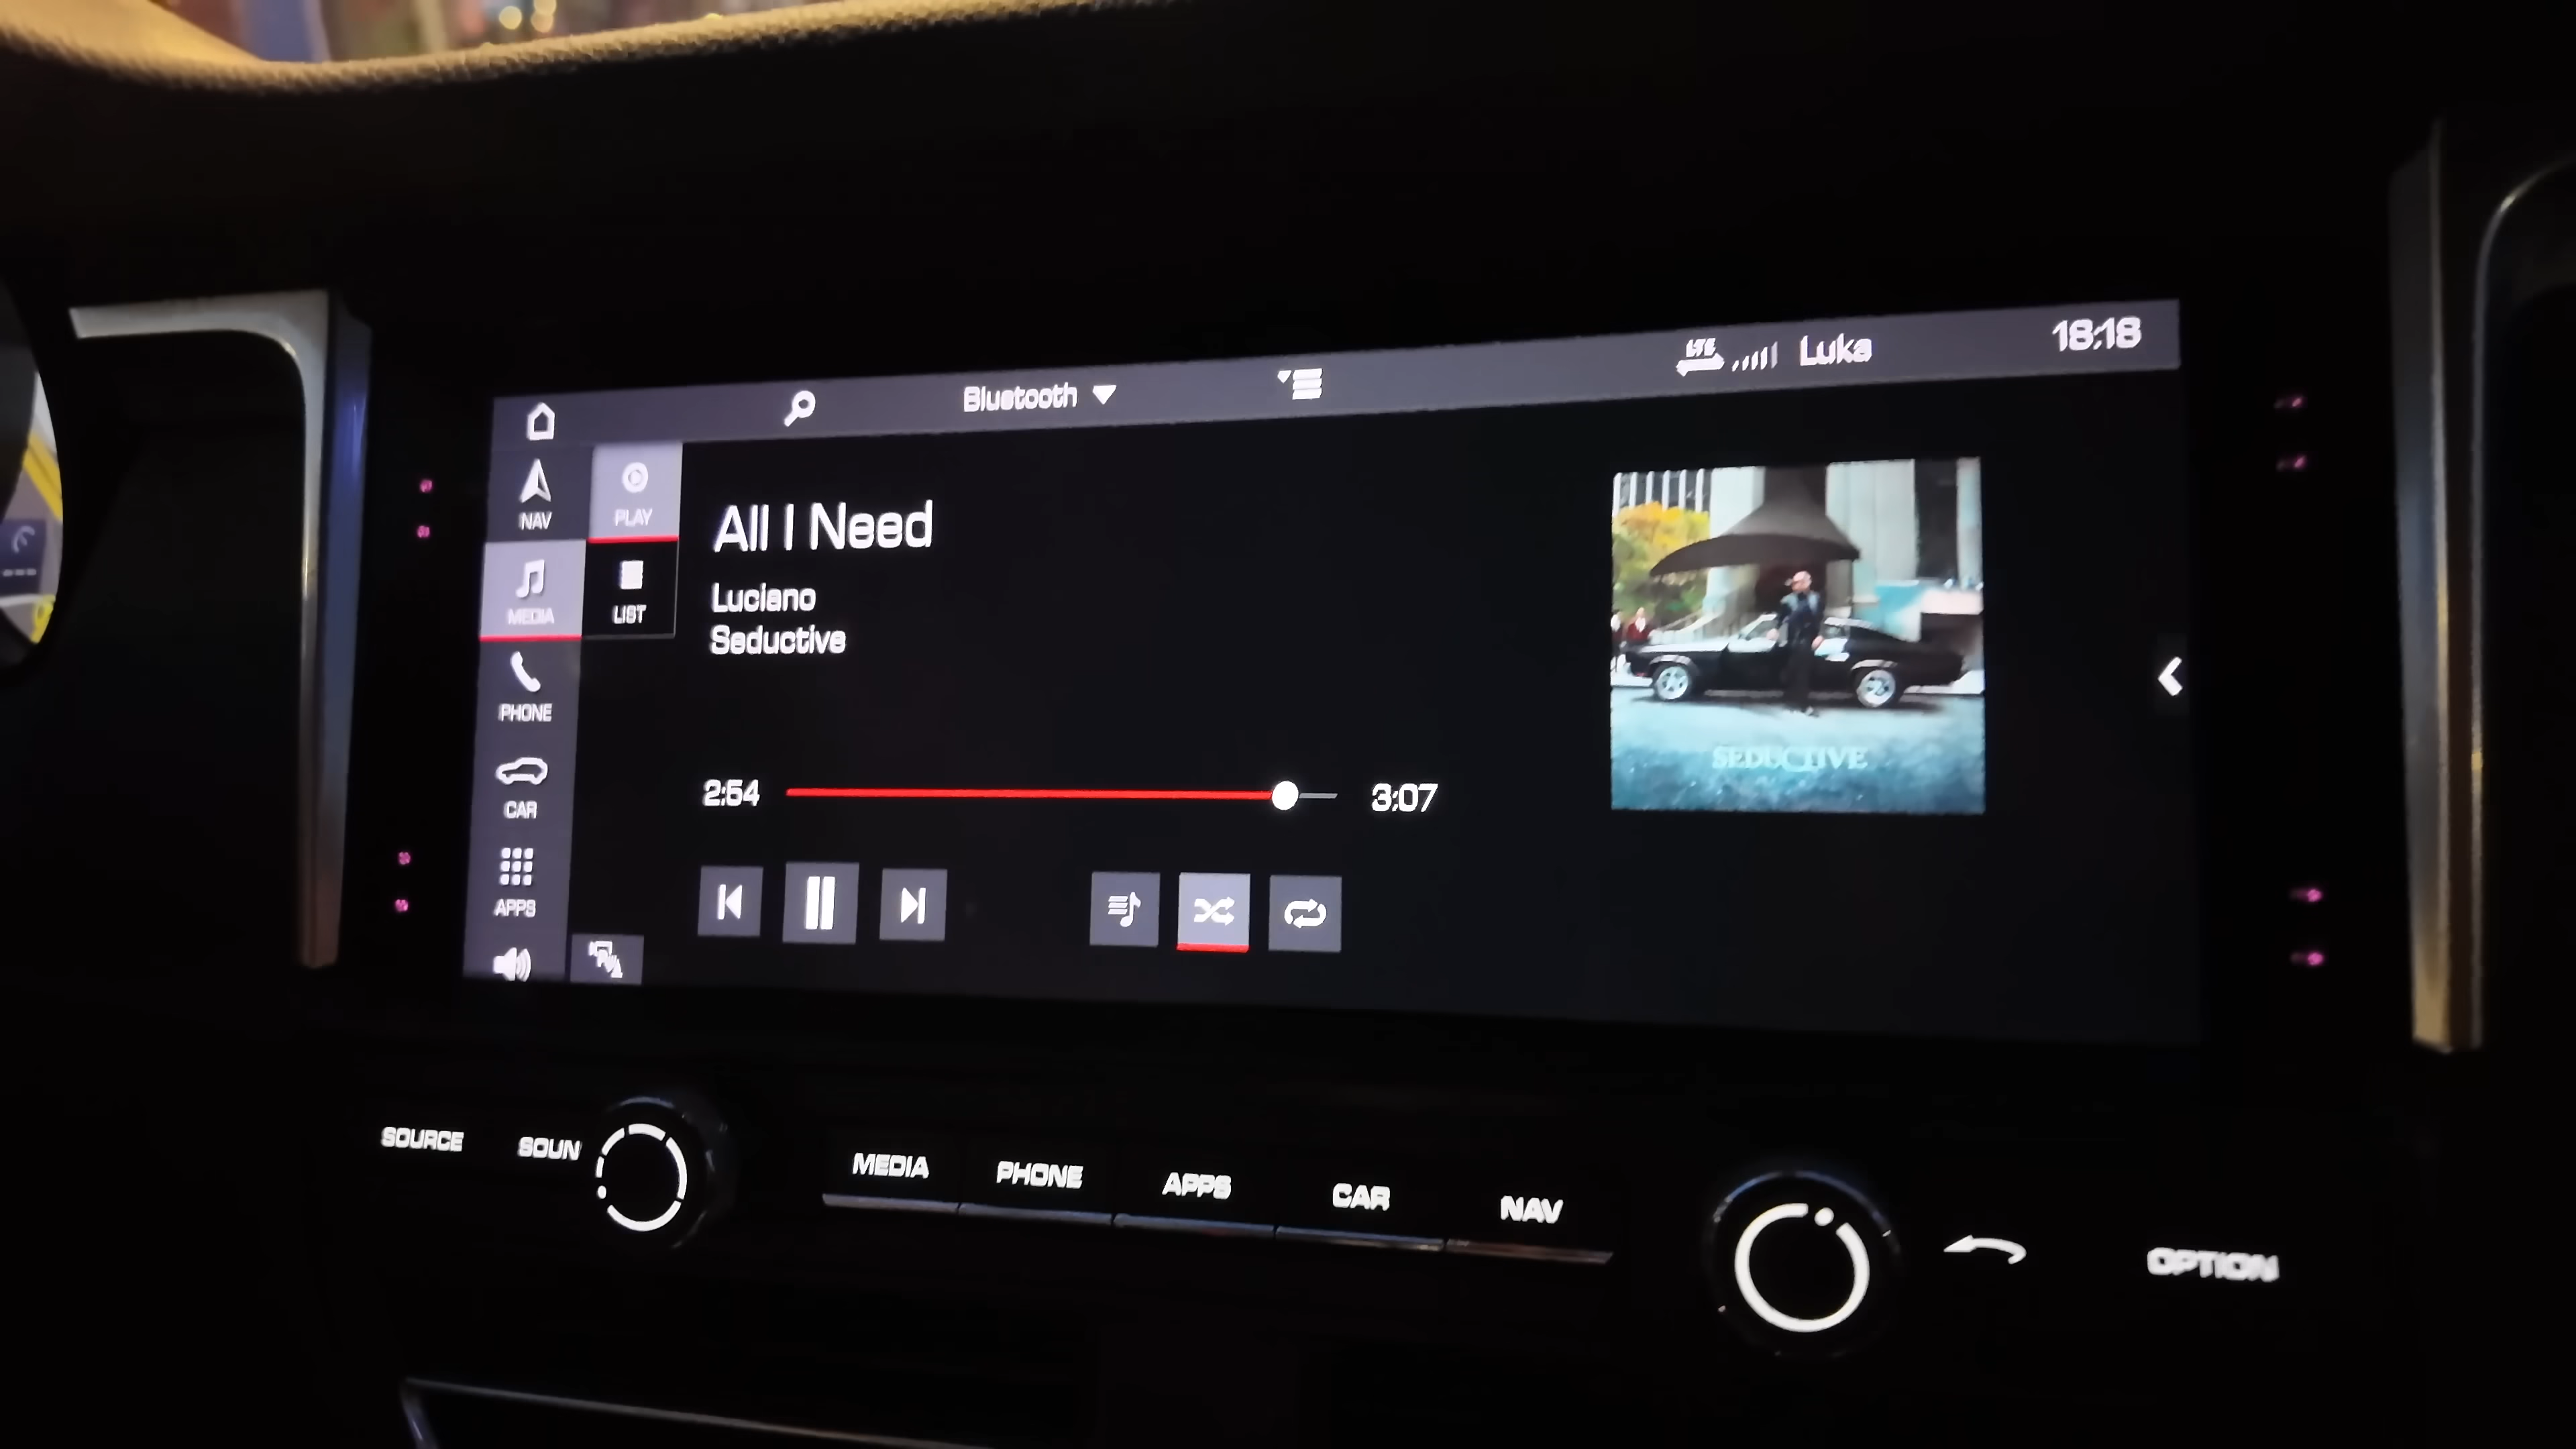 LTE
Luka
18:18
Bluetooth
NAV
PLAY
MEDIA
LIST
PHONE
CAR
APPS
All I Need
Luciano
Seductive
SEDUCTIVE
2:54
3:07
SOURCE
SOUN
MEDIA
PHONE
APPS
CAR
NAV
OPTION